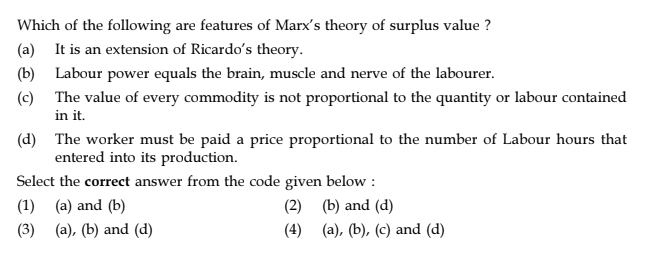 Which of the following are features of Marx's theory of surplus value ?
(a) It is an extension of Ricardo's theory.
(b) Labour power equals the brain, muscle and nerve of the labourer.
(c) The value of every commodity is not proportional to the quantity or labour contained
in it.
(d) The worker must be paid a price proportional to the number of Labour hours that
entered into its production.
Select the correct answer from the code given below :
(1) (a) and (b) (2) (b) and (d)
(3) (a), (b) and (d) (4) (a), (b), (c) and (d)